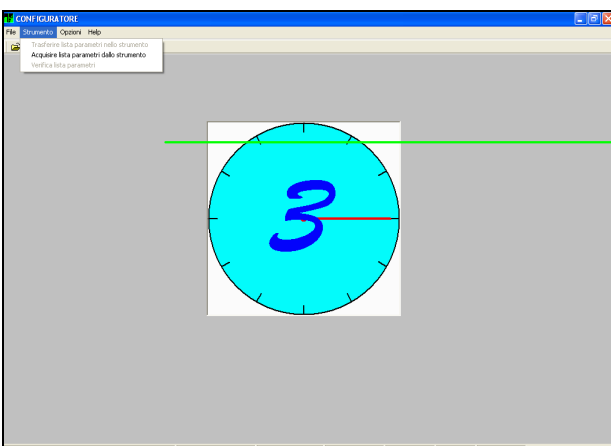 CONFIGURATORE
File Strumento Opzioni Help
Trasferire lista parametri nello strumento
Acquisire lista parametri dallo strumento
Verifica lista parametri
3